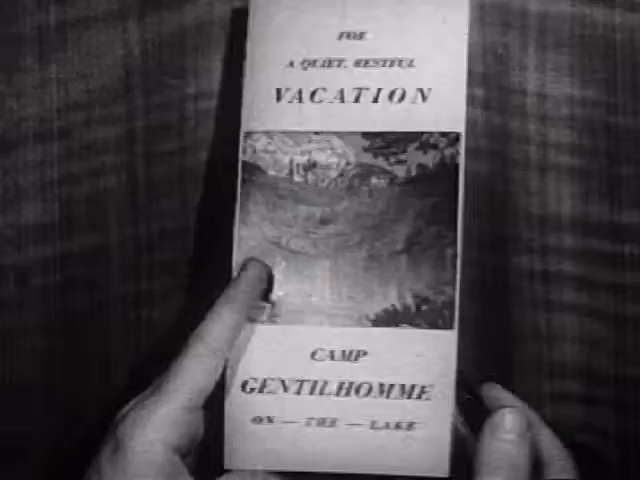 FOR
A QUIET, RESTFUL
VACATION
CAMP
GENTILHOMME
ON — THE — LAKE